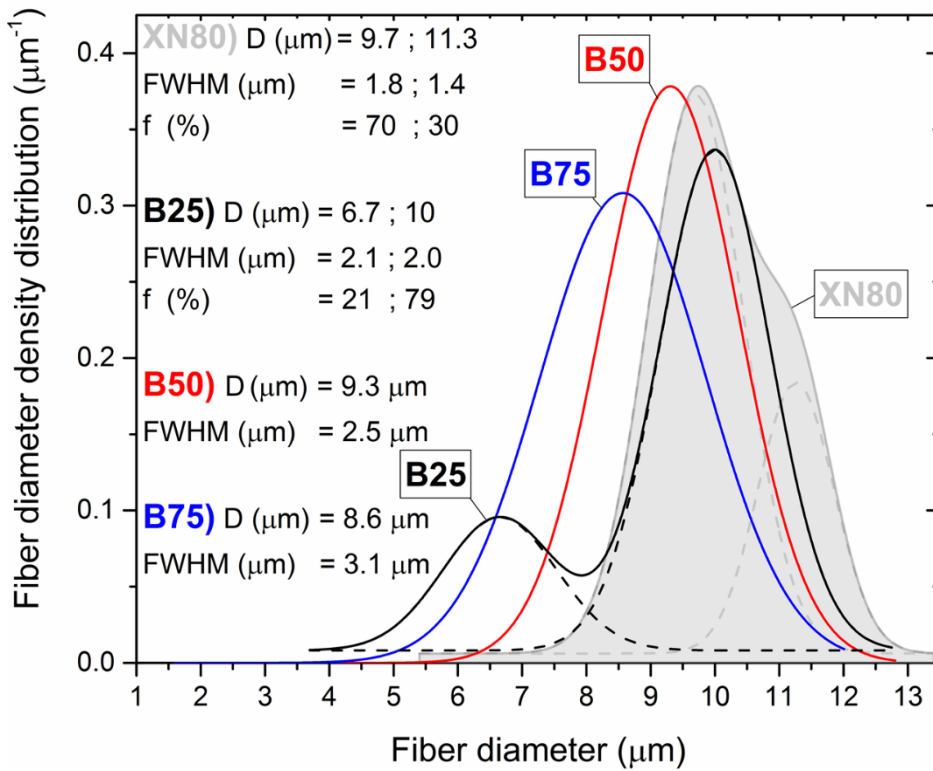 Fiber diameter density distribution (μm⁻¹)
0.4
0.3
0.2
0.1
0.0
XN80) D (μm) = 9.7 ; 11.3
FWHM (μm) = 1.8 ; 1.4
f (%) = 70 ; 30
B25) D (μm) = 6.7 ; 10
FWHM (μm) = 2.1 ; 2.0
f (%) = 21 ; 79
B50) D (μm) = 9.3 μm
FWHM (μm) = 2.5 μm
B75) D (μm) = 8.6 μm
FWHM (μm) = 3.1 μm
B50
B75
XN80
B25
1 2 3 4 5 6 7 8 9 10 11 12 13
Fiber diameter (μm)